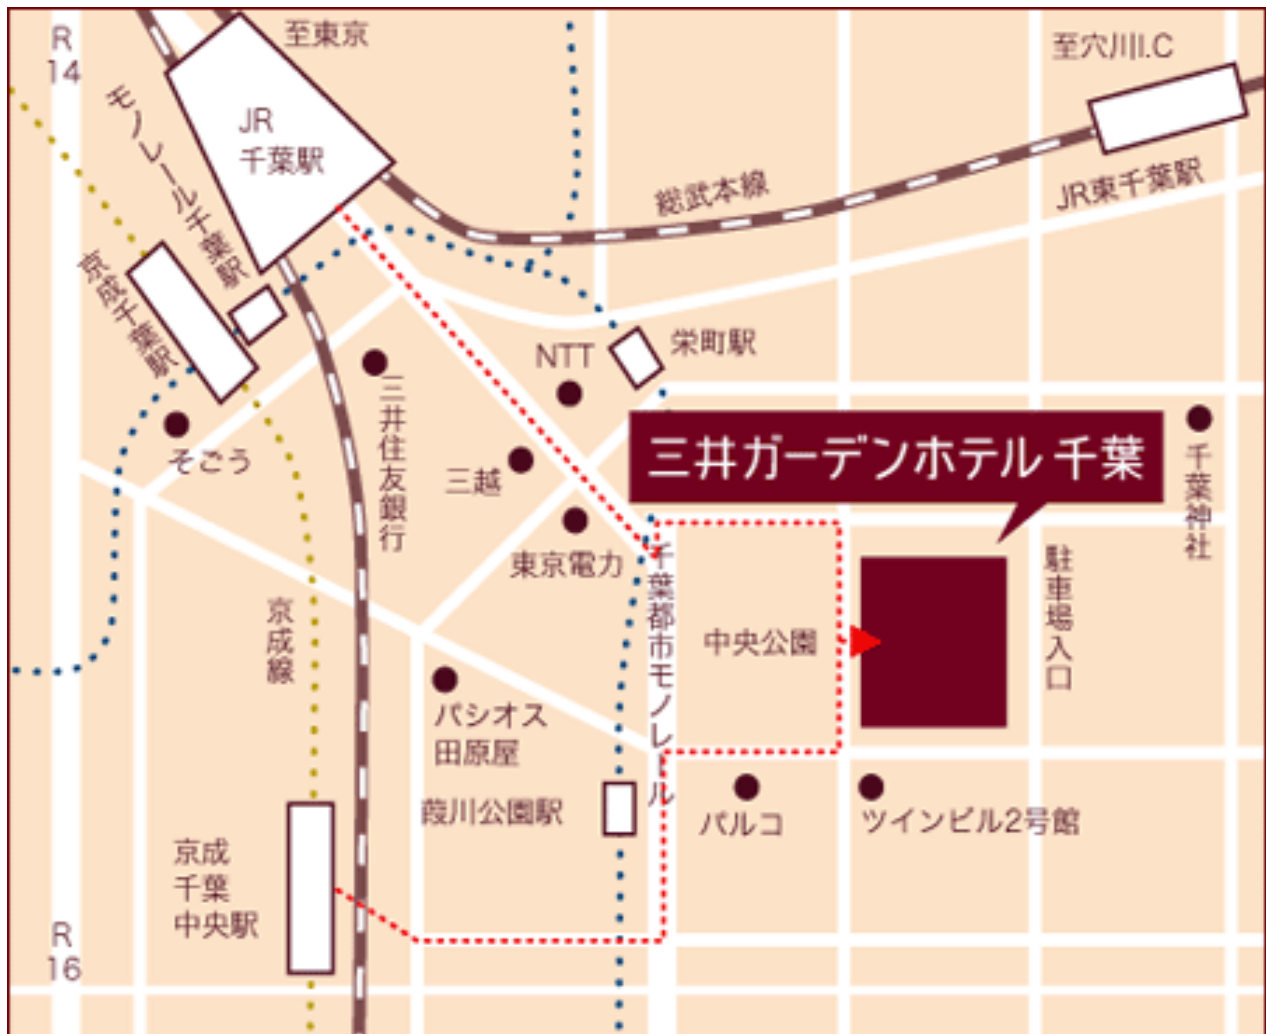 R
14
至東京
至穴川I.C
JR
千葉駅
モノレール千葉駅
総武本線
JR東千葉駅
京成千葉駅
NTT
栄町駅
三井住友銀行
そごう
三越
三井ガーデンホテル 千葉
千葉神社
東京電力
千葉都市モノレール
駐車場入口
京成線
中央公園
パシオス
田原屋
葭川公園駅
パルコ
ツインビル2号館
京成
千葉
中央駅
R
16